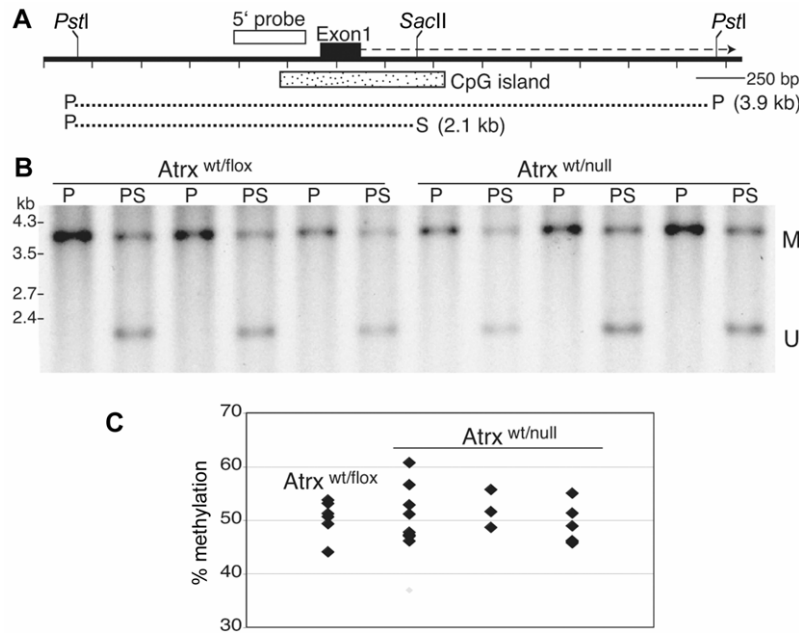 A
PstI
5‘ probe
Exon1
SacII
PstI
CpG island
250 bp
P P (3.9 kb)
P S (2.1 kb)
B
Atrx wt/flox Atrx wt/null
kb P PS P PS P PS P PS P PS P PS
4.3-
M
3.5-
2.7-
2.4-
U
C
70
Atrx wt/null
60
Atrx wt/flox
50
40
30
% methylation